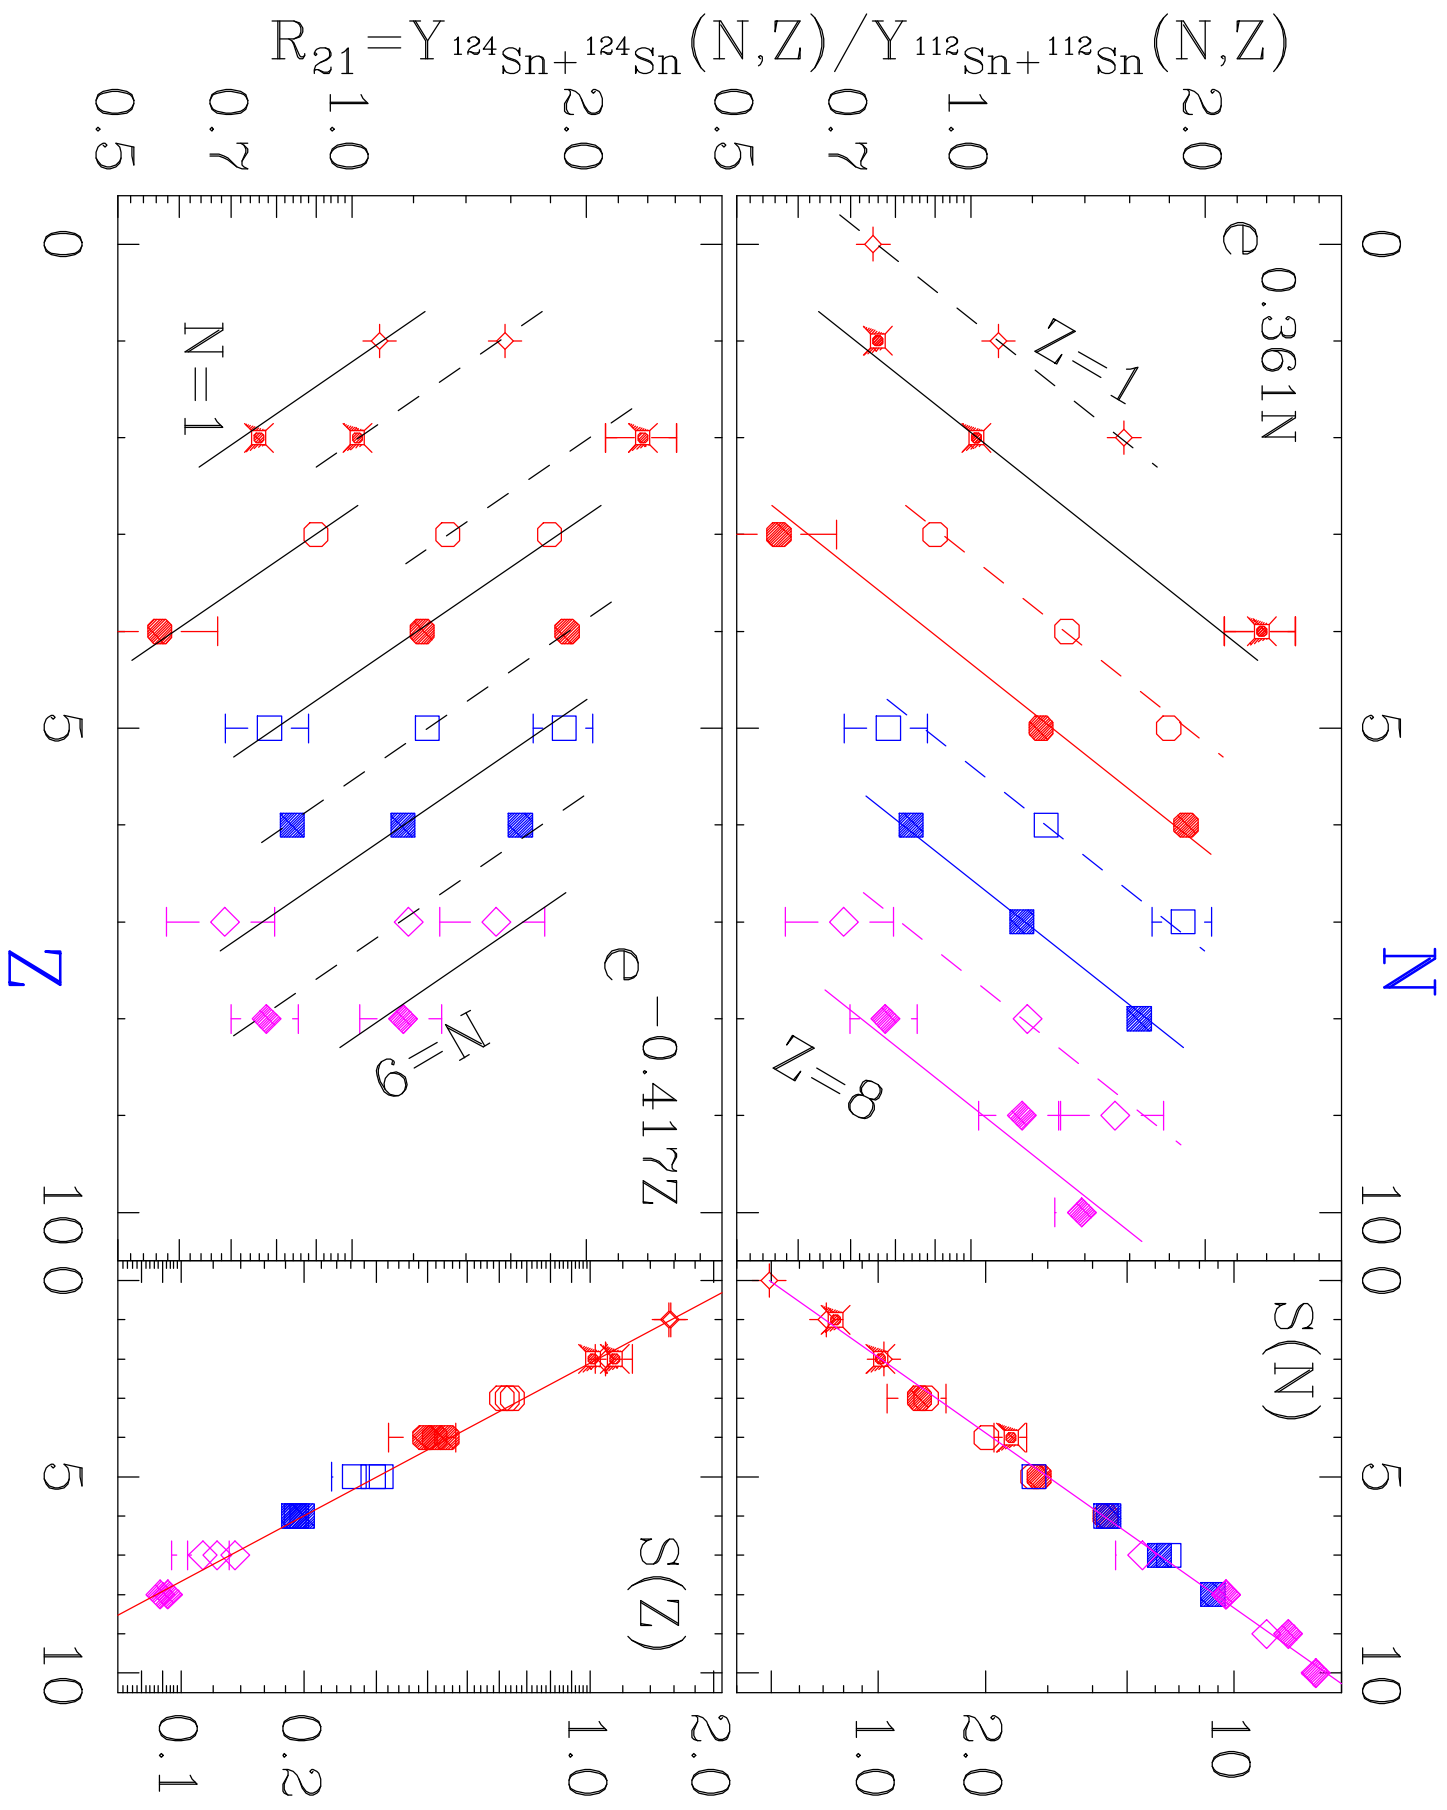 R21=Y124Sn+124Sn(N,Z)/Y112Sn+112Sn(N,Z)
0.5 0.7 1.0 2.0
0.5 0.7 1.0 2.0
N
0 5 10 0 5 10
e0.361N
Z=1
Z=8
S(N)
1.0 2.0 10
N=1
N=9
e−0.417Z
S(Z)
0.1 0.2 1.0 2.0
0 5 10 0 5 10
Z